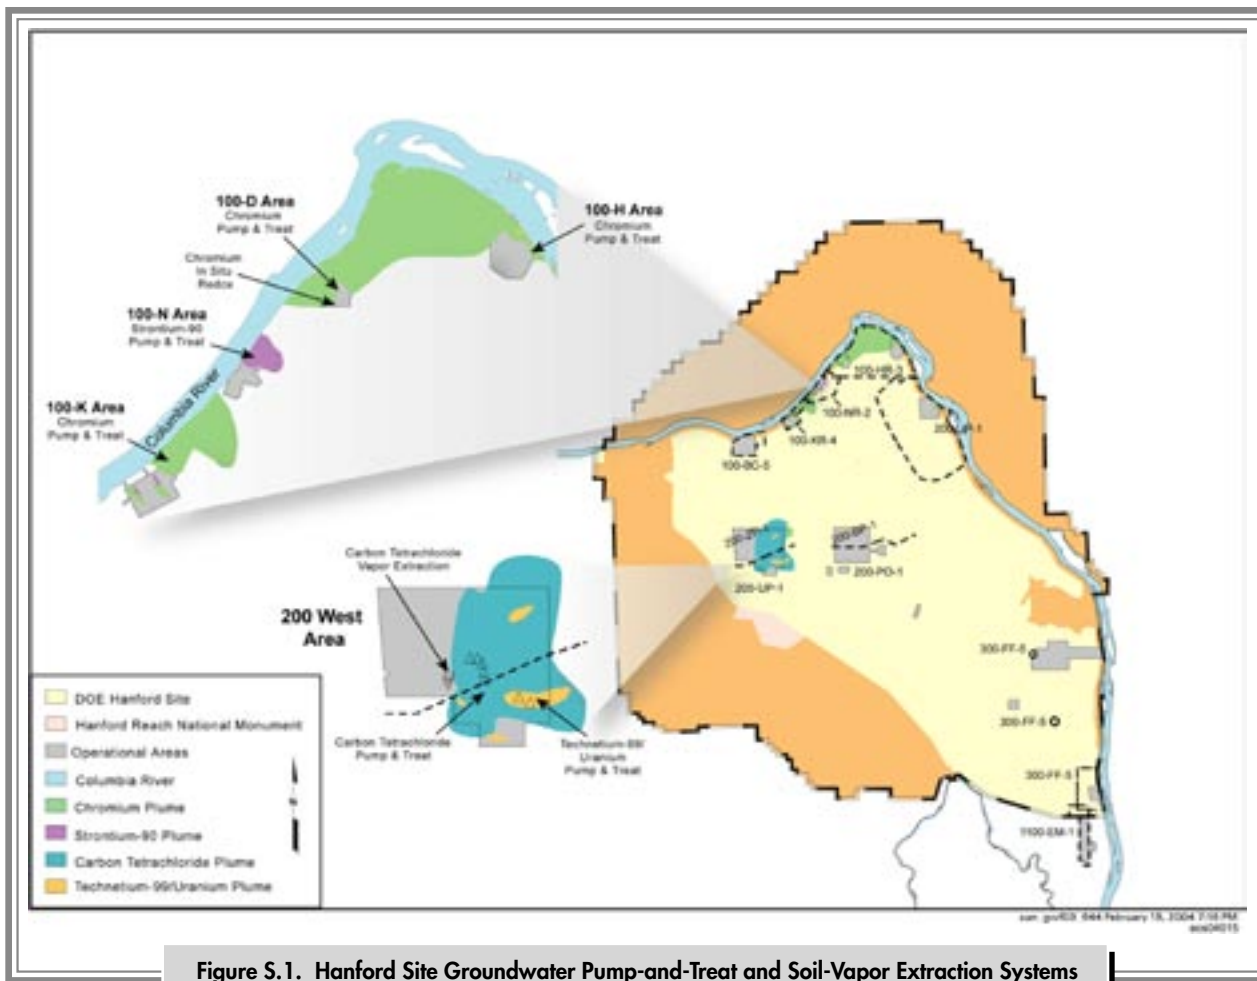 100-D Area
Chromium
Pump & Treat
100-H Area
Chromium
Pump & Treat
Chromium
In Situ
Redox
100-N Area
Strontium-90
Pump & Treat
100-K Area
Chromium
Pump & Treat
Columbia River
100-HR-3
100-NR-2
100-KR-4
100-BC-5
200-UP-1
200-PO-1
300-FF-5
300-FF-5
300-FF-5
1100-EM-1
Carbon Tetrachloride
Vapor Extraction
200 West
Area
Carbon Tetrachloride
Pump & Treat
Technetium-99/
Uranium
Pump & Treat
DOE Hanford Site
Hanford Reach National Monument
Operational Areas
Columbia River
Chromium Plume
Strontium-90 Plume
Carbon Tetrachloride Plume
Technetium-99/Uranium Plume
N
February 19, 2004
Figure S.1. Hanford Site Groundwater Pump-and-Treat and Soil-Vapor Extraction Systems